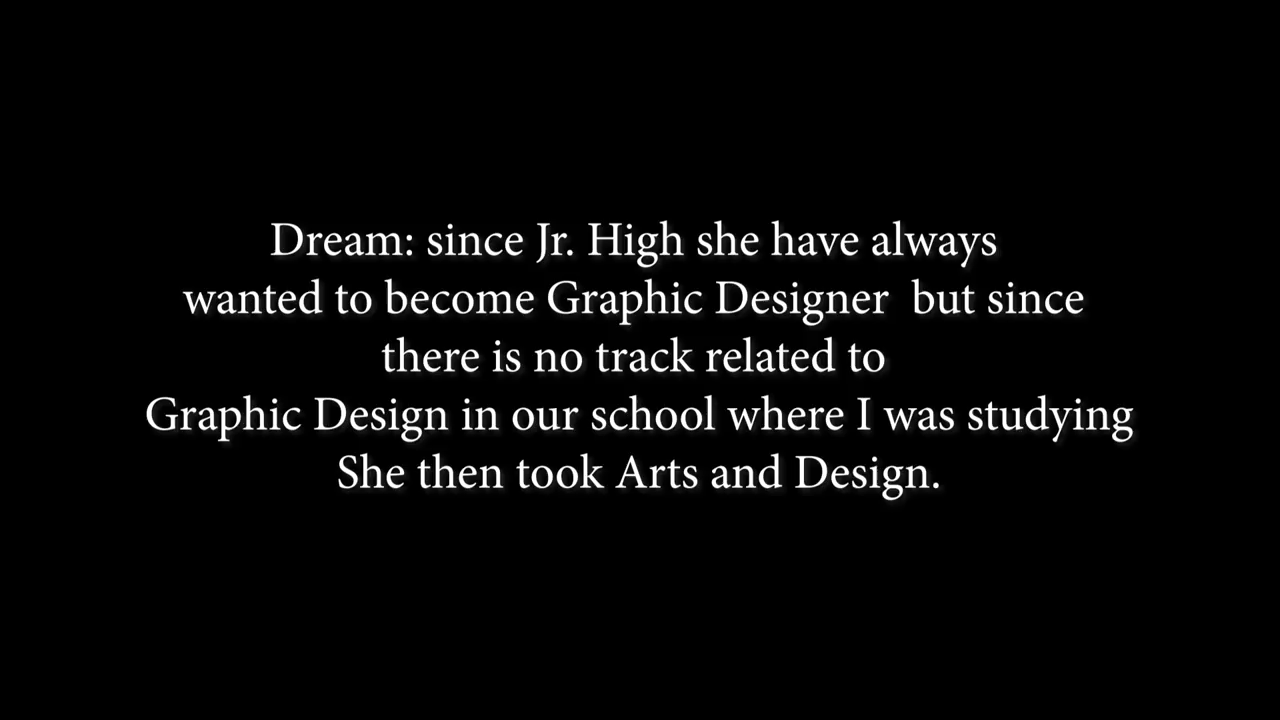 Dream: since Jr. High she have always
wanted to become Graphic Designer  but since
there is no track related to
Graphic Design in our school where I was studying
She then took Arts and Design.